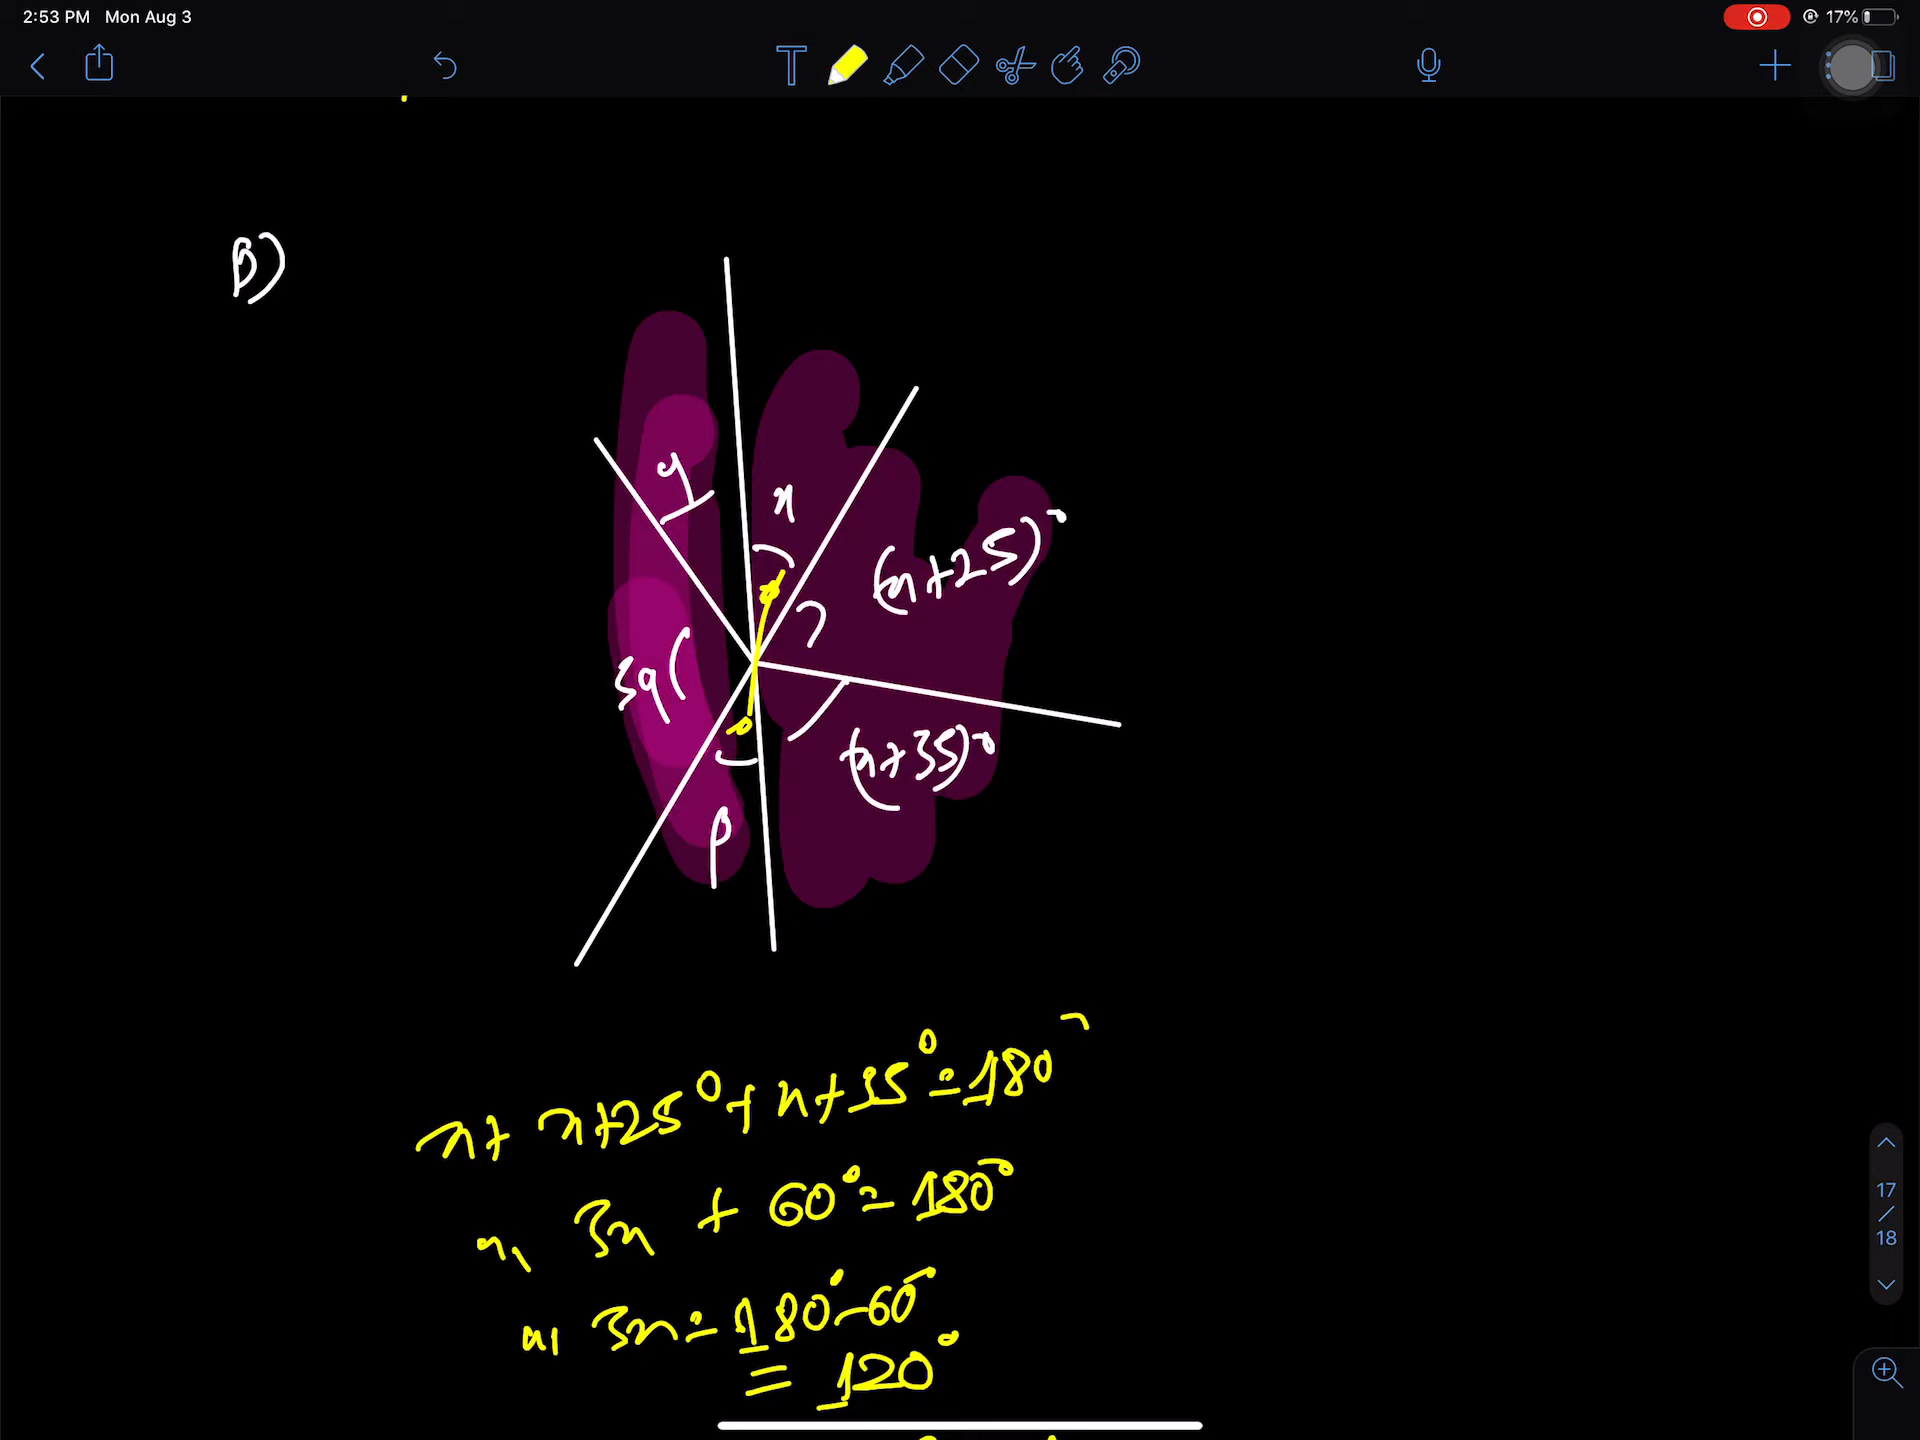 2:53 PM Mon Aug 3
17%
B)
y
x
(x+25)°
3q
(x+35)°
p
x+ x+25°+ x+35°=180°
3x + 60°=180°
3x=180°-60°
= 120°
17
/
18